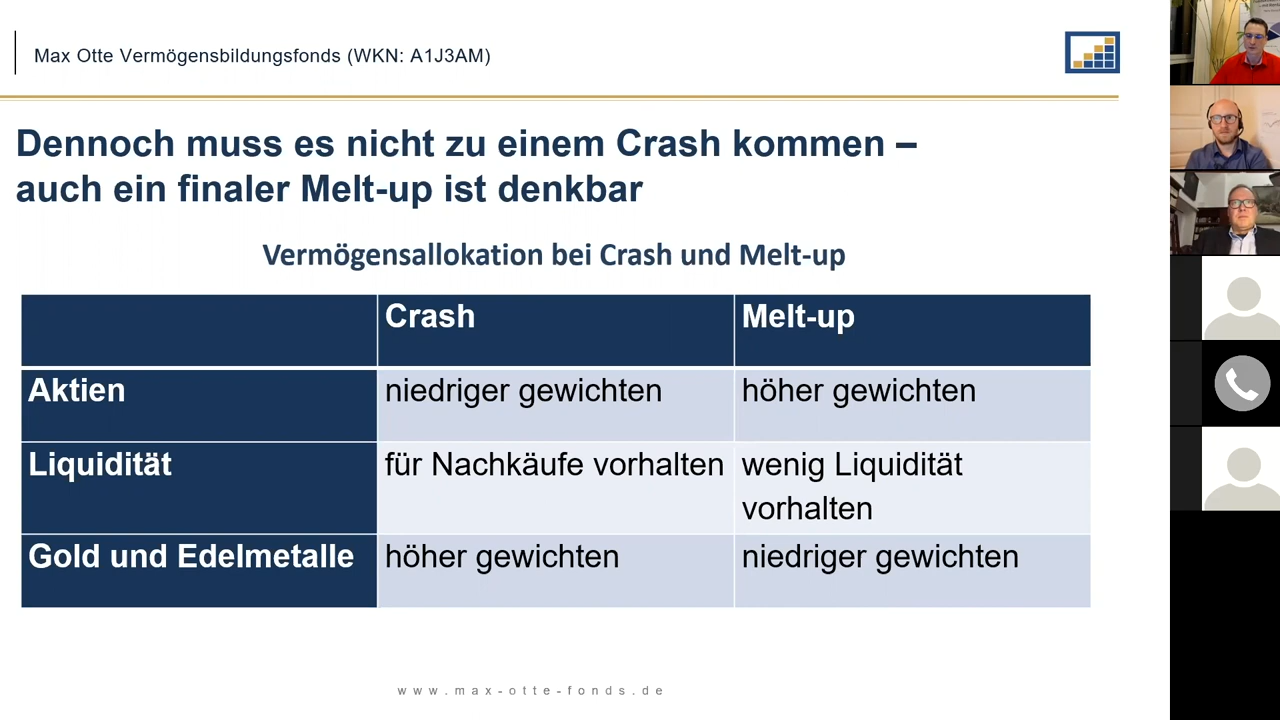 Max Otte Vermögensbildungsfonds (WKN: A1J3AM)
Dennoch muss es nicht zu einem Crash kommen –
auch ein finaler Melt-up ist denkbar
Vermögensallokation bei Crash und Melt-up
Crash Melt-up
Aktien niedriger gewichten höher gewichten
Liquidität für Nachkäufe vorhalten wenig Liquidität
vorhalten
Gold und Edelmetalle höher gewichten niedriger gewichten
www.max-otte-fonds.de